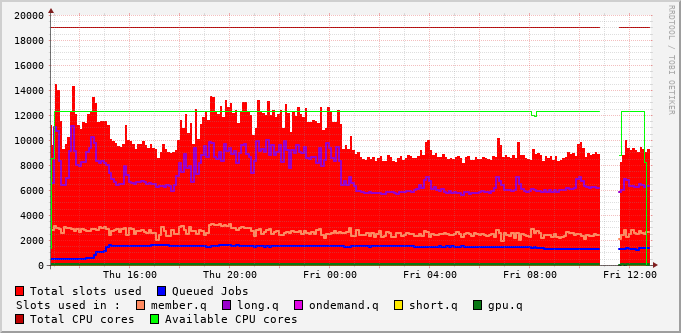 20000
18000
16000
14000
12000
10000
8000
6000
4000
2000
0
Thu 16:00 Thu 20:00 Fri 00:00 Fri 04:00 Fri 08:00 Fri 12:00
Total slots used Queued Jobs
Slots used in : member.q long.q ondemand.q short.q gpu.q
Total CPU cores Available CPU cores
RRDTOOL / TOBI OETIKER